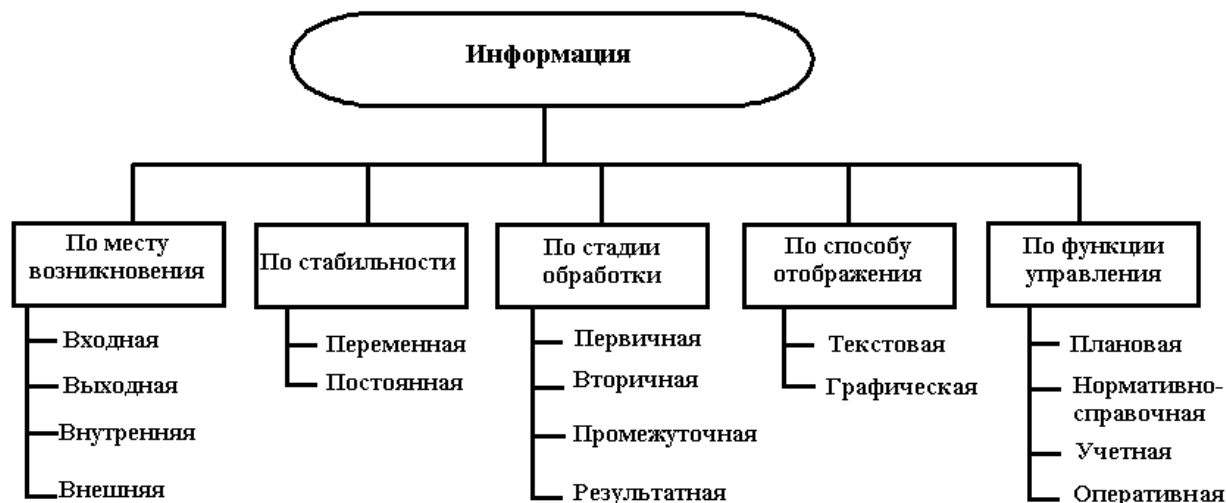 Информация
По месту
возникновения
Входная
Выходная
Внутренняя
Внешняя
По стабильности
Переменная
Постоянная
По стадии
обработки
Первичная
Вторичная
Промежуточная
Результатная
По способу
отображения
Текстовая
Графическая
По функции
управления
Плановая
Нормативно-
справочная
Учетная
Оперативная